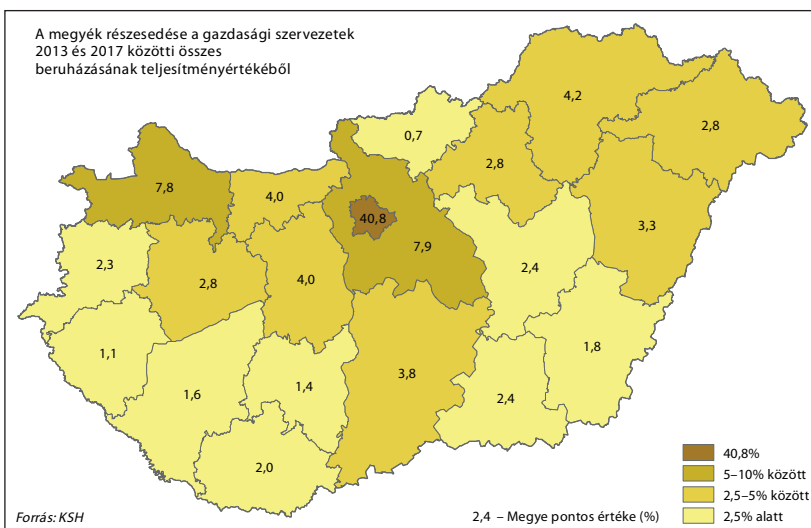 A megyék részesedése a gazdasági szervezetek
2013 és 2017 közötti összes
beruházásának teljesítményértékéből
4,2
0,7
2,8
2,8
7,8
4,0
40,8
3,3
7,9
2,3
2,8
4,0
2,4
1,1
1,8
3,8
1,6
1,4
2,4
2,0
40,8%
5–10% között
2,5–5% között
2,5% alatt
2,4 – Megye pontos értéke (%)
Forrás: KSH